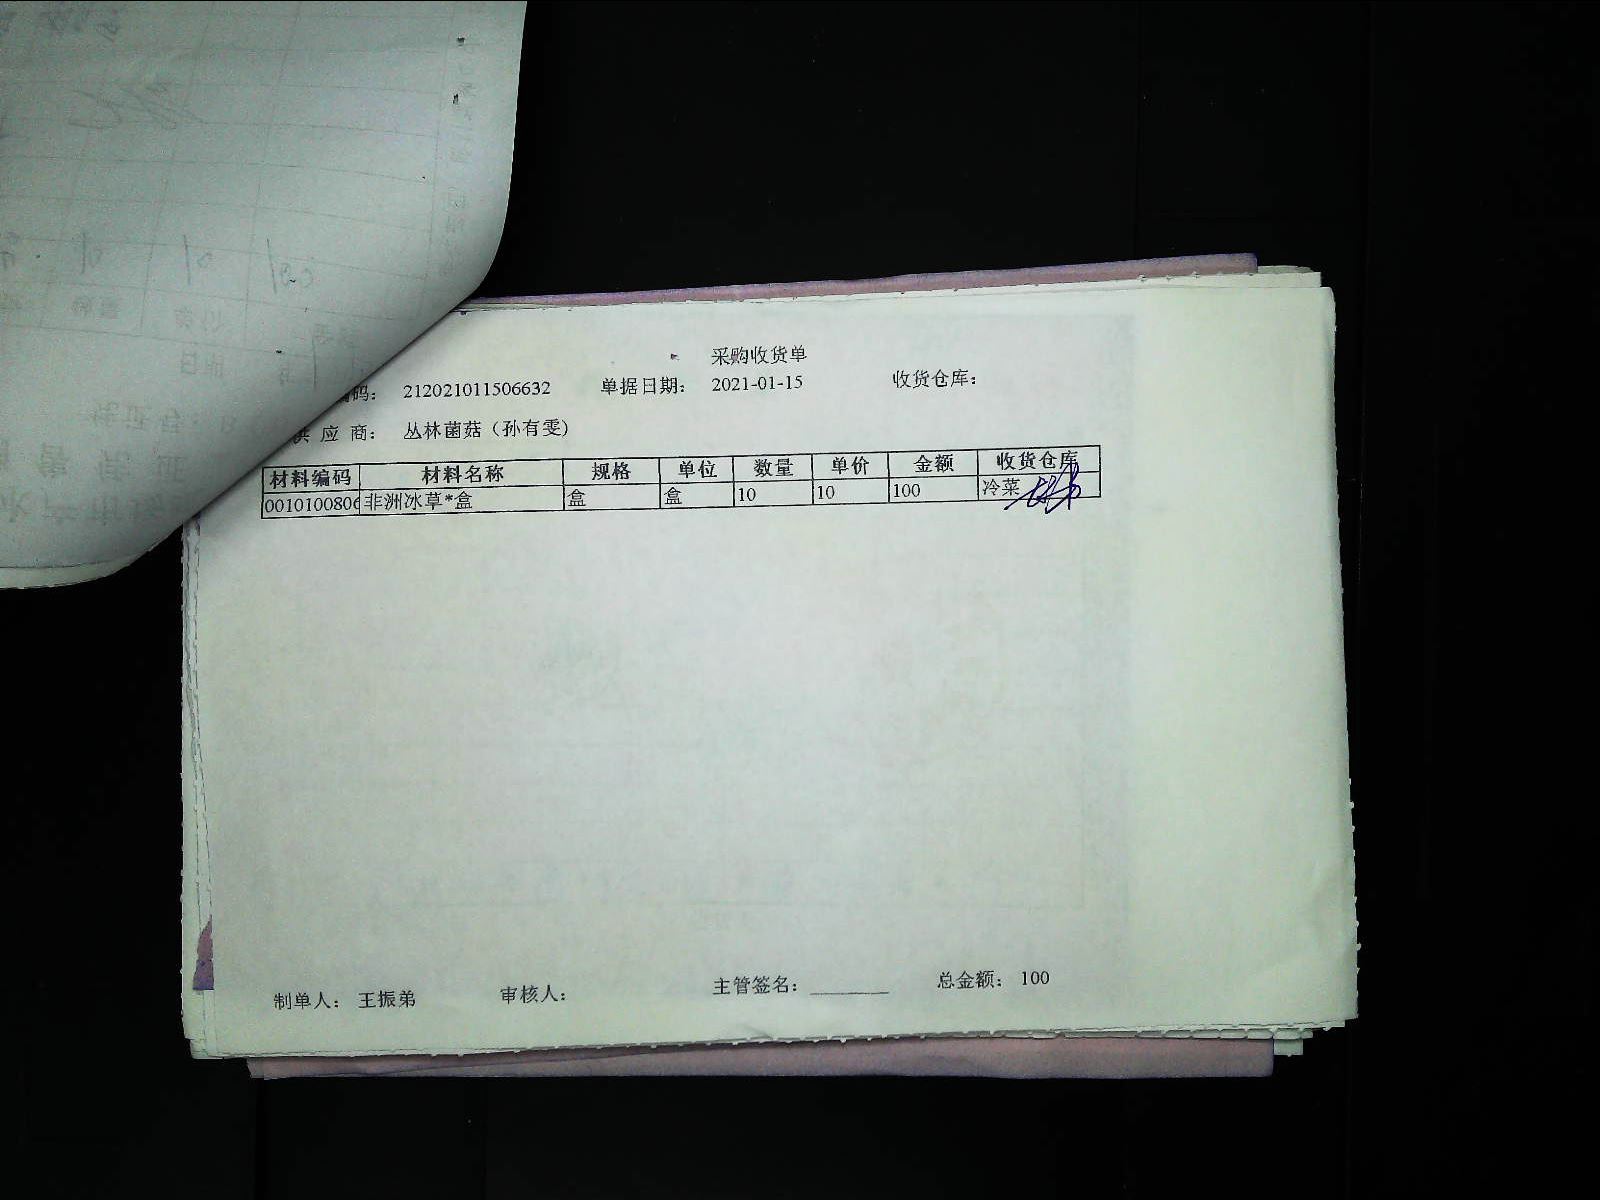 采购收货单
码： 212021011506632 单据日期： 2021-01-15 收货仓库：
供 应 商： 丛林菌菇（孙有雯）
材料编码 材料名称 规格 单位 数量 单价 金额 收货仓库
0010100806 非洲冰草*盒 盒 盒 10 10 100 冷菜
制单人： 王振弟 审核人： 主管签名： ________ 总金额： 100